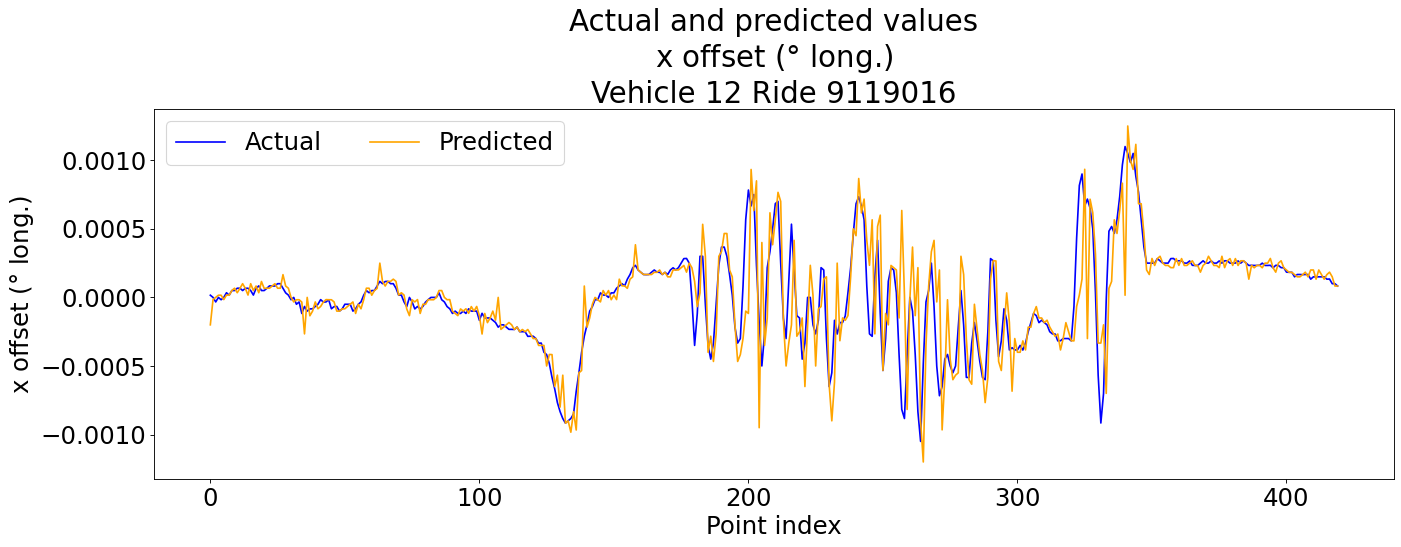 Actual and predicted values
x offset (° long.)
Vehicle 12 Ride 9119016
Actual
Predicted
x offset (° long.)
0.0010
0.0005
0.0000
−0.0005
−0.0010
0 100 200 300 400
Point index